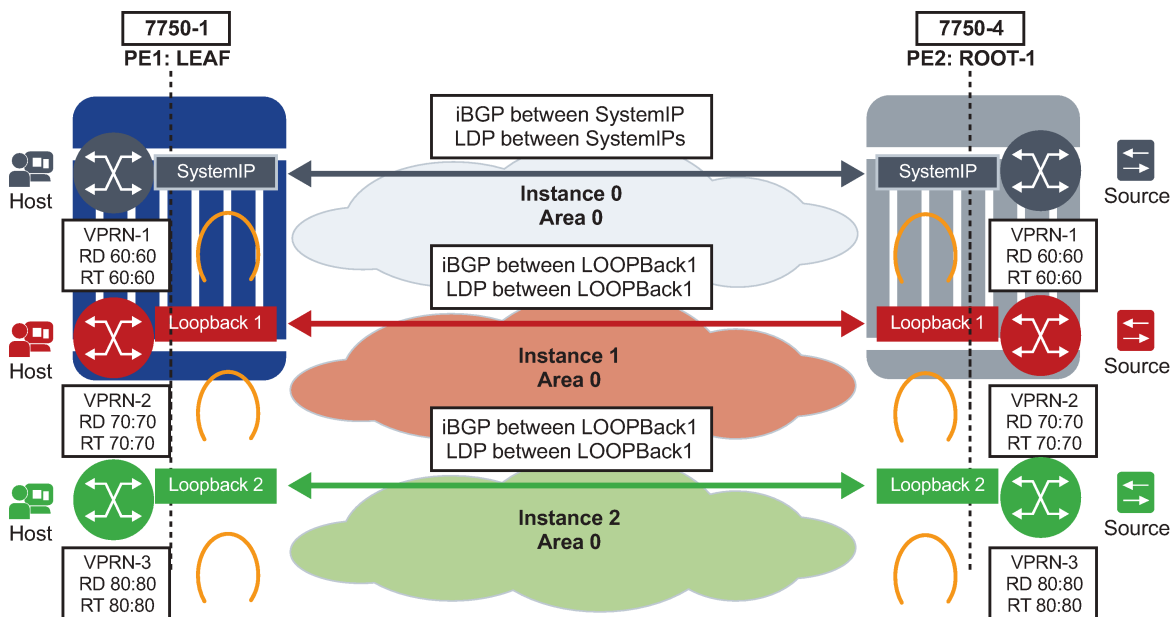 7750-1
PE1: LEAF
7750-4
PE2: ROOT-1
iBGP between SystemIP
LDP between SystemIPs
Host
SystemIP
Instance 0
Area 0
SystemIP
Source
VPRN-1
RD 60:60
RT 60:60
VPRN-1
RD 60:60
RT 60:60
iBGP between LOOPBack1
LDP between LOOPBack1
Host
Loopback 1
Instance 1
Area 0
Loopback 1
Source
VPRN-2
RD 70:70
RT 70:70
VPRN-2
RD 70:70
RT 70:70
iBGP between LOOPBack1
LDP between LOOPBack1
Host
Loopback 2
Instance 2
Area 0
Loopback 2
Source
VPRN-3
RD 80:80
RT 80:80
VPRN-3
RD 80:80
RT 80:80